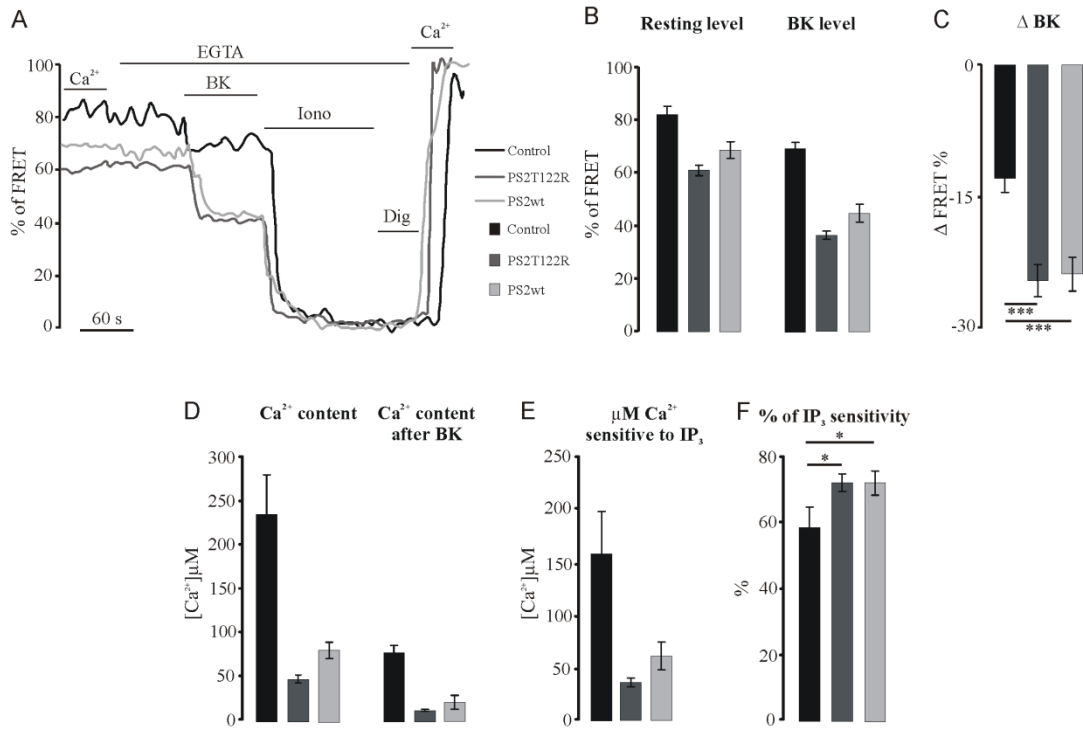 A
Ca²⁺
EGTA
Ca²⁺
BK
Iono
Dig
100
80
60
40
20
0
% of FRET
60 s
Control
PS2T122R
PS2wt
Control
PS2T122R
PS2wt
B
Resting level
BK level
100
80
60
40
20
0
% of FRET
C
Δ BK
0
-15
-30
Δ FRET %
***
***
D
Ca²⁺ content
Ca²⁺ content
after BK
300
250
200
150
100
50
0
[Ca²⁺]μM
E
μM Ca²⁺
sensitive to IP₃
250
200
150
100
50
0
[Ca²⁺]μM
F
% of IP₃ sensitivity
*
*
80
60
40
20
0
%